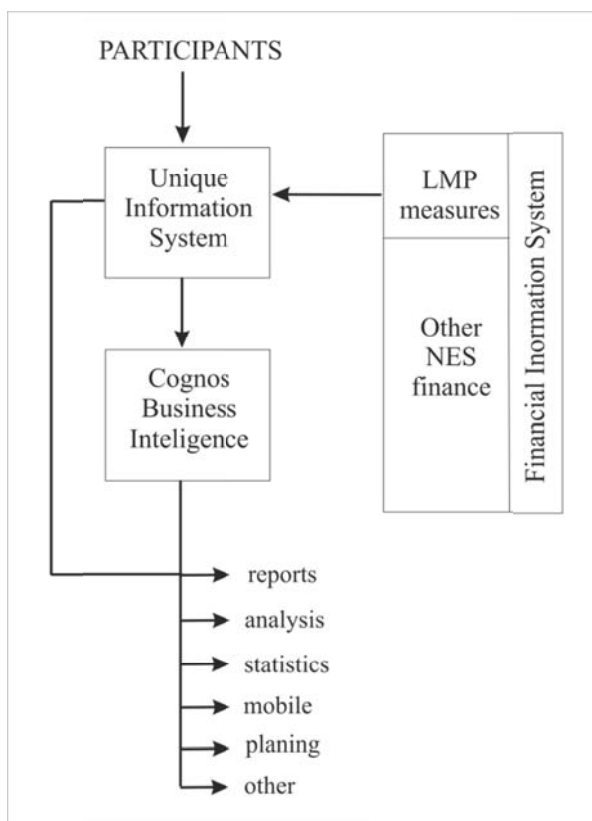 PARTICIPANTS
Unique
Information
System
LMP
measures
Other
NES
finance
Financial Inormation System
Cognos
Business
Inteligence
reports
analysis
statistics
mobile
planing
other